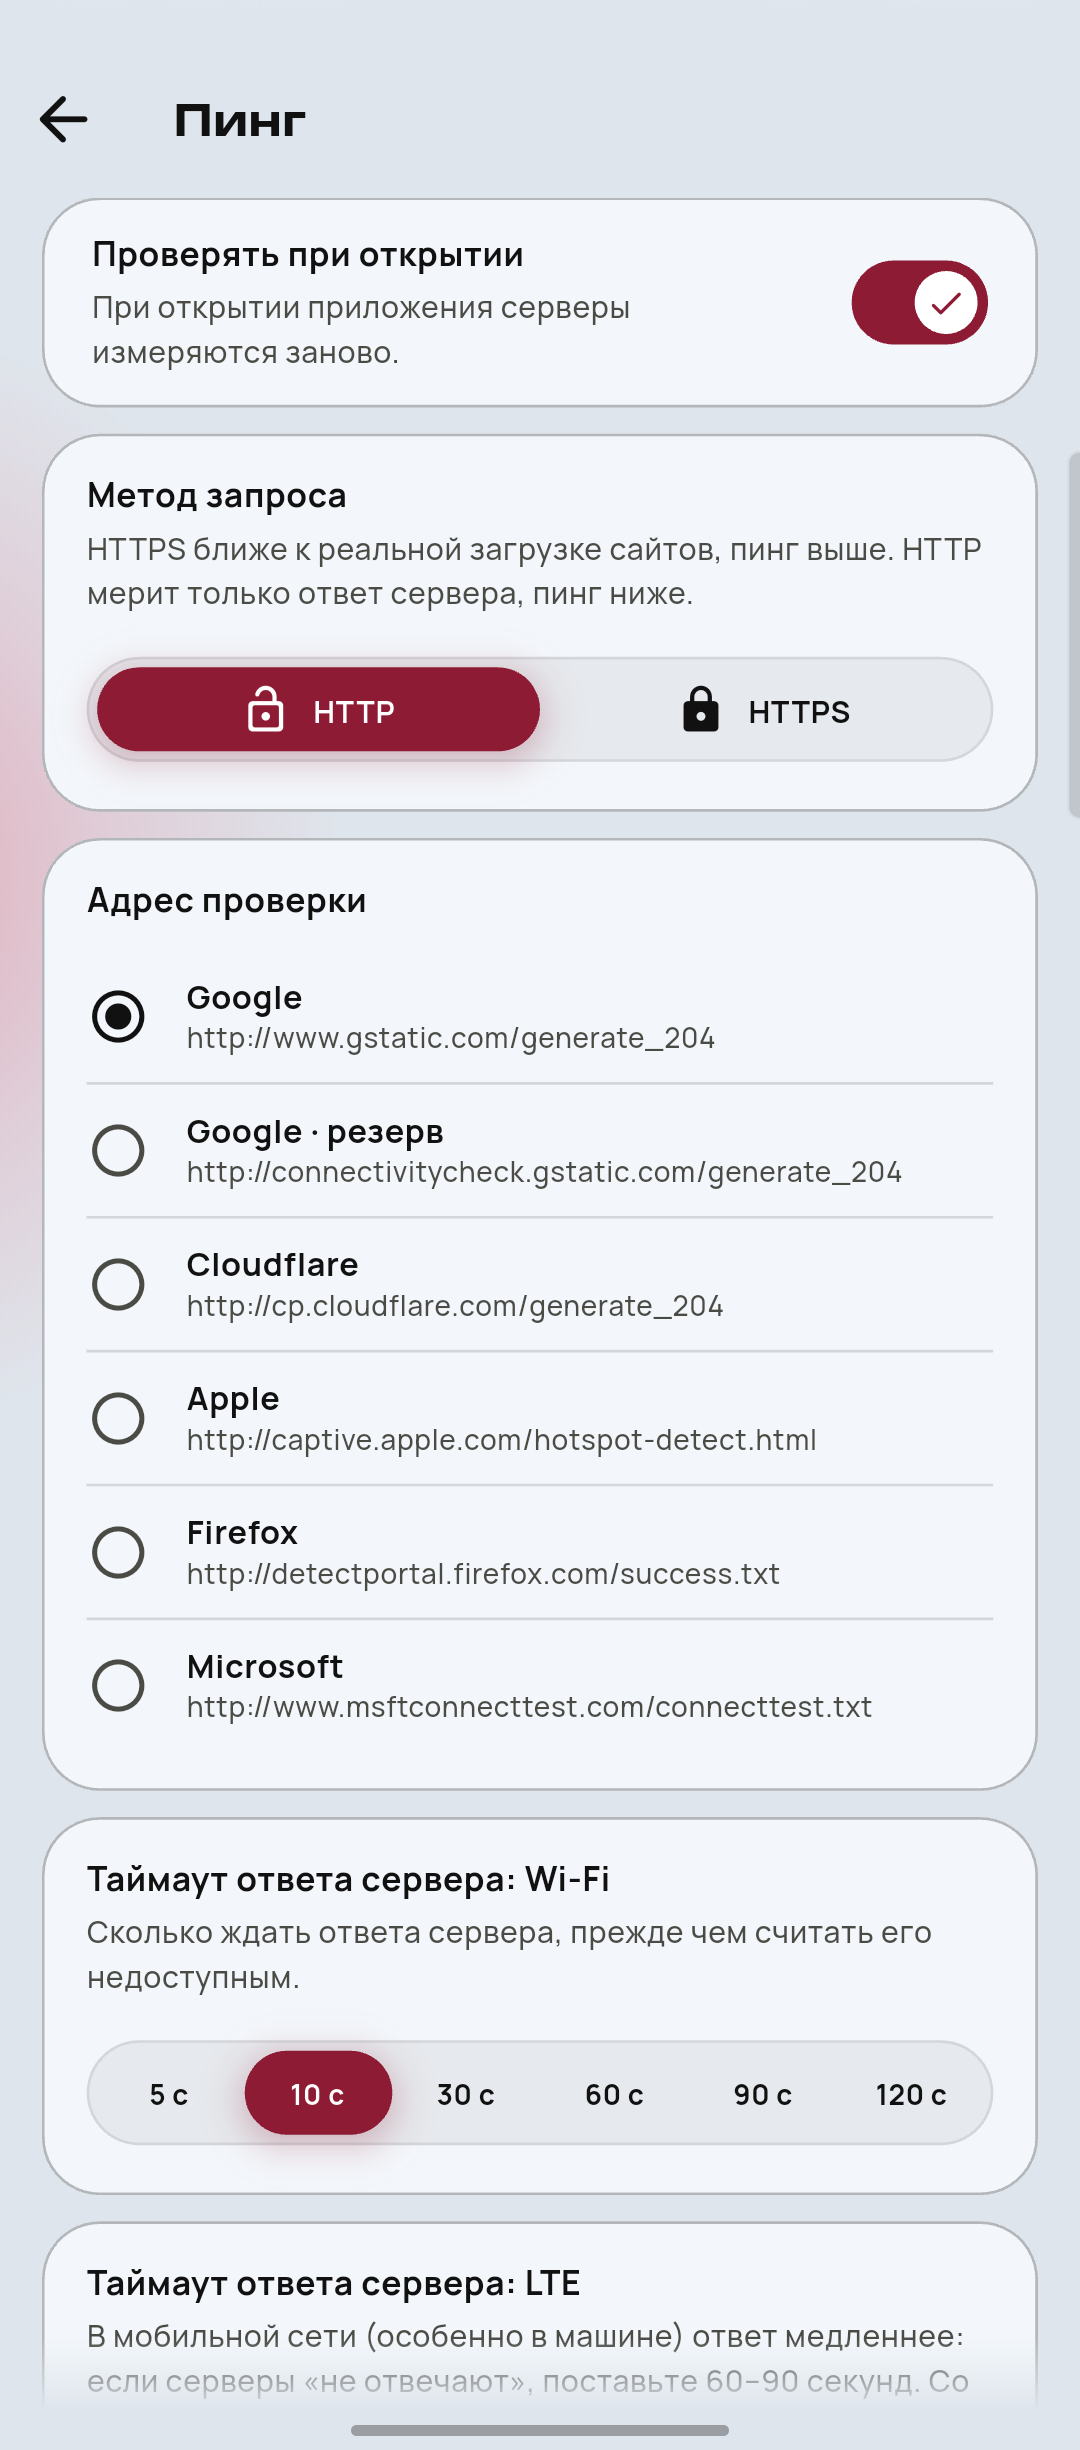 Пинг
Проверять при открытии
При открытии приложения серверы
измеряются заново.
Метод запроса
HTTPS ближе к реальной загрузке сайтов, пинг выше. HTTP
мерит только ответ сервера, пинг ниже.
HTTP
HTTPS
Адрес проверки
Google
http://www.gstatic.com/generate_204
Google · резерв
http://connectivitycheck.gstatic.com/generate_204
Cloudflare
http://cp.cloudflare.com/generate_204
Apple
http://captive.apple.com/hotspot-detect.html
Firefox
http://detectportal.firefox.com/success.txt
Microsoft
http://www.msftconnecttest.com/connecttest.txt
Таймаут ответа сервера: Wi-Fi
Сколько ждать ответа сервера, прежде чем считать его
недоступным.
5 с
10 с
30 с
60 с
90 с
120 с
Таймаут ответа сервера: LTE
В мобильной сети (особенно в машине) ответ медленнее:
если серверы «не отвечают», поставьте 60–90 секунд. Со